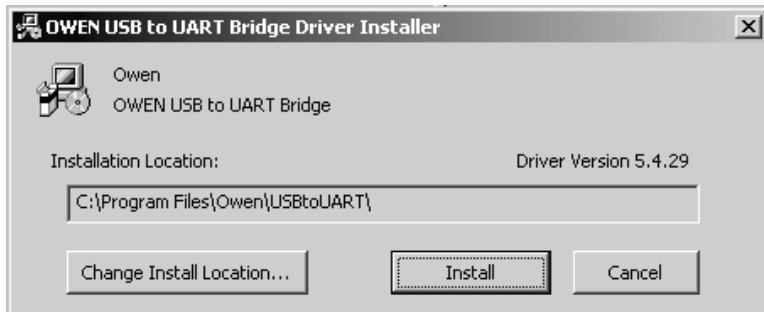 OWEN USB to UART Bridge Driver Installer
Owen
OWEN USB to UART Bridge
Installation Location:
Driver Version 5.4.29
C:\Program Files\Owen\USBtoUART\
Change Install Location...
Install
Cancel